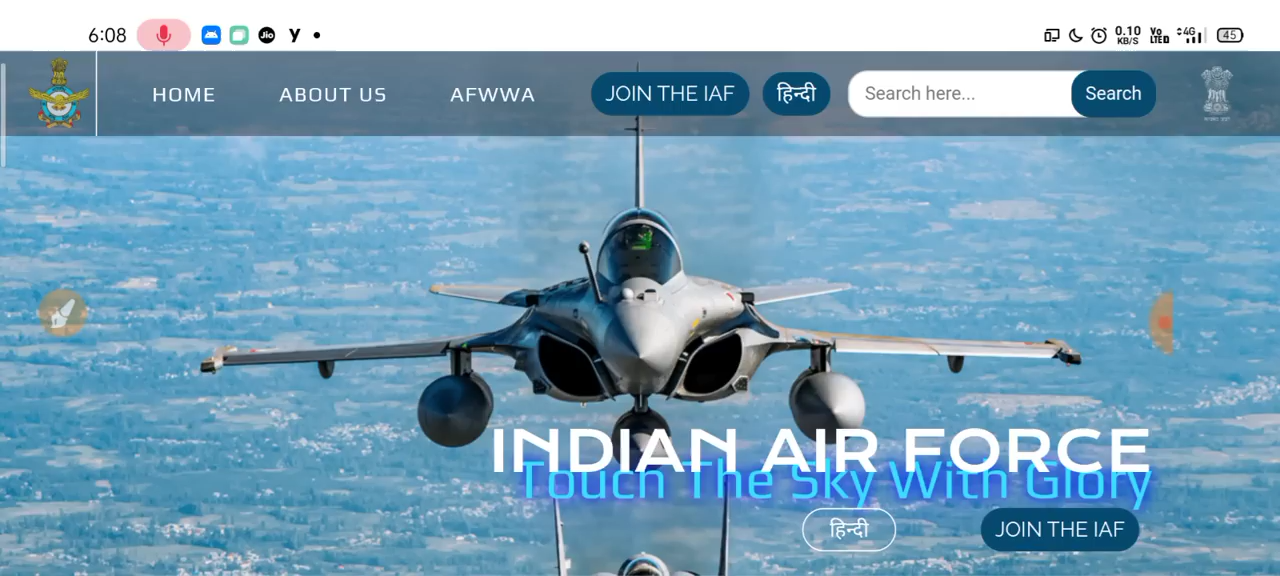 6:08
Jio
y
0.10
KB/S
Vo
LTE
4G
45
HOME
ABOUT US
AFWWA
JOIN THE IAF
हिन्दी
Search here...
Search
INDIAN AIR FORCE
Touch The Sky With Glory
हिन्दी
JOIN THE IAF